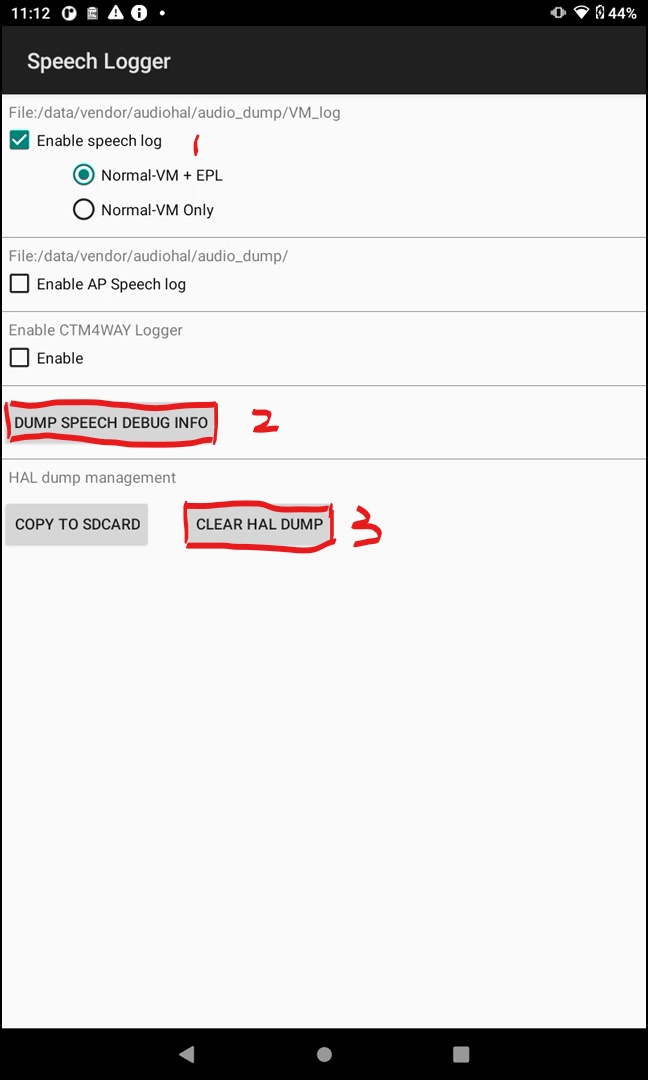 11:12 44%
Speech Logger
File:/data/vendor/audiohal/audio_dump/VM_log
Enable speech log 1
Normal-VM + EPL
Normal-VM Only
File:/data/vendor/audiohal/audio_dump/
Enable AP Speech log
Enable CTM4WAY Logger
Enable
DUMP SPEECH DEBUG INFO 2
HAL dump management
COPY TO SDCARD CLEAR HAL DUMP 3